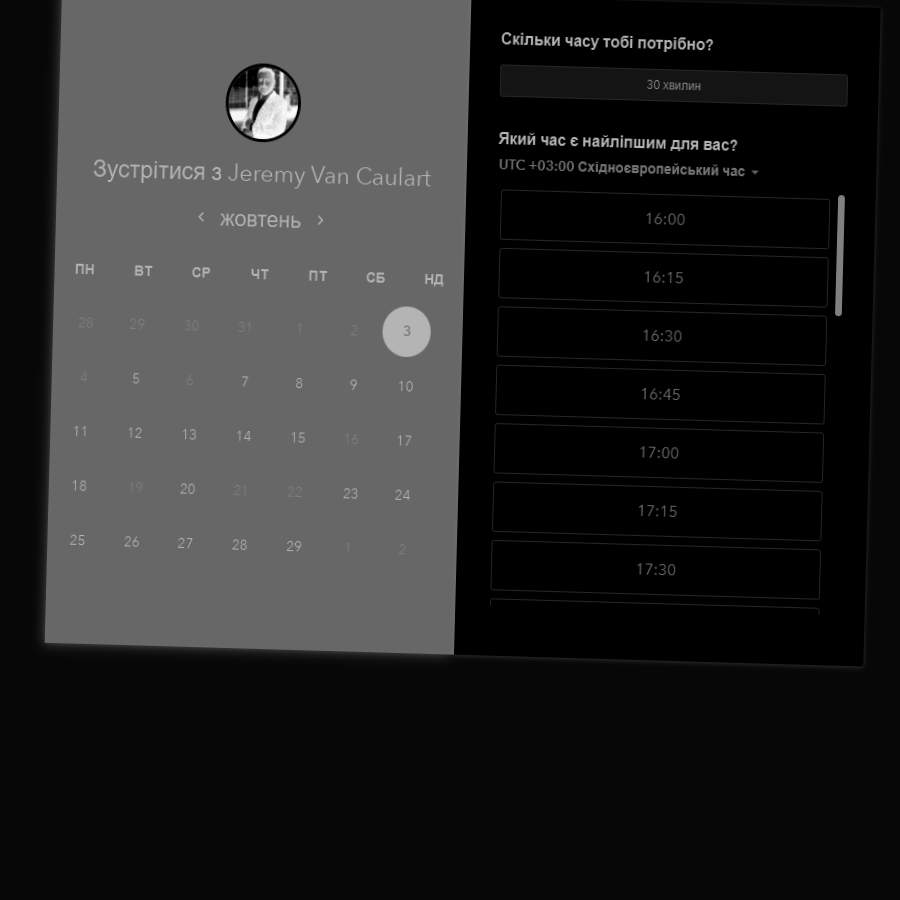 Зустрітися з Jeremy Van Caulart
жовтень
ПН ВТ СР ЧТ ПТ СБ НД
28 29 30 31 1 2 3
4 5 6 7 8 9 10
11 12 13 14 15 16 17
18 19 20 21 22 23 24
25 26 27 28 29 1 2
Скільки часу тобі потрібно?
30 хвилин
Який час є найліпшим для вас?
UTC +03:00 Східноєвропейський час
16:00
16:15
16:30
16:45
17:00
17:15
17:30